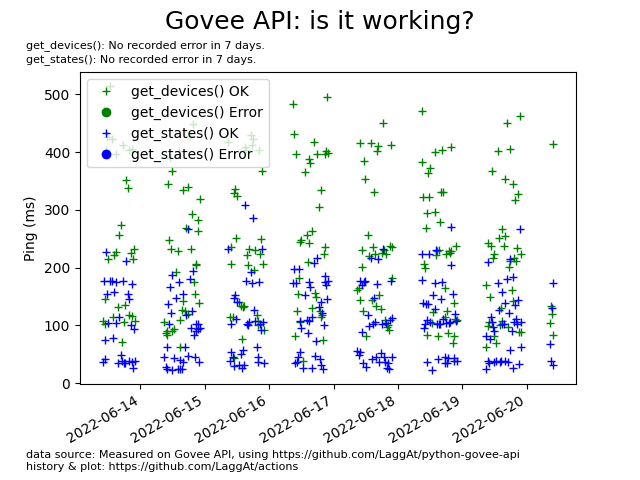 Govee API: is it working?
get_devices(): No recorded error in 7 days.
get_states(): No recorded error in 7 days.
get_devices() OK
get_devices() Error
get_states() OK
get_states() Error
Ping (ms)
500
400
300
200
100
0
2022-06-14
2022-06-15
2022-06-16
2022-06-17
2022-06-18
2022-06-19
2022-06-20
data source: Measured on Govee API, using https://github.com/LaggAt/python-govee-api
history & plot: https://github.com/LaggAt/actions